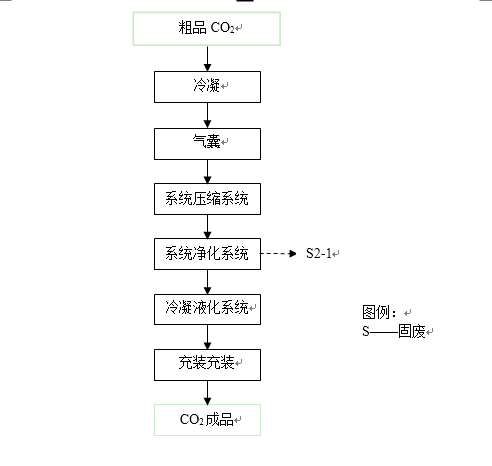 粗品 CO₂
冷凝
气囊
系统压缩系统
系统净化系统
S2-1
冷凝液化系统
图例：
S——固废
充装充装
CO₂成品